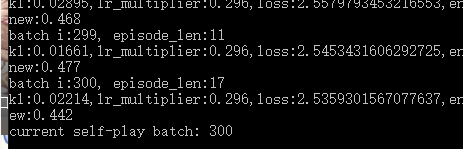 kl:0.02895,lr_multiplier:0.296,loss:2.5579793453216553,en
new:0.468
batch i:299, episode_len:11
kl:0.01661,lr_multiplier:0.296,loss:2.5453431606292725,en
new:0.477
batch i:300, episode_len:17
kl:0.02214,lr_multiplier:0.296,loss:2.5359301567077637,en
ew:0.442
current self-play batch: 300